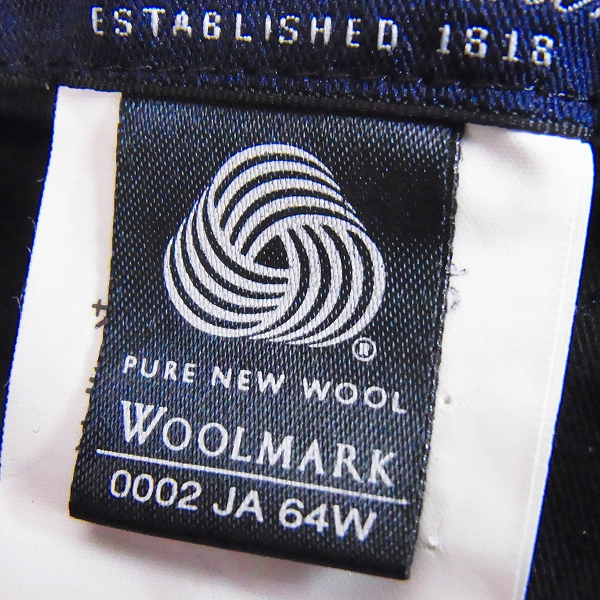 ESTABLISHED 1818
®
PURE NEW WOOL
WOOLMARK
0002 JA 64W